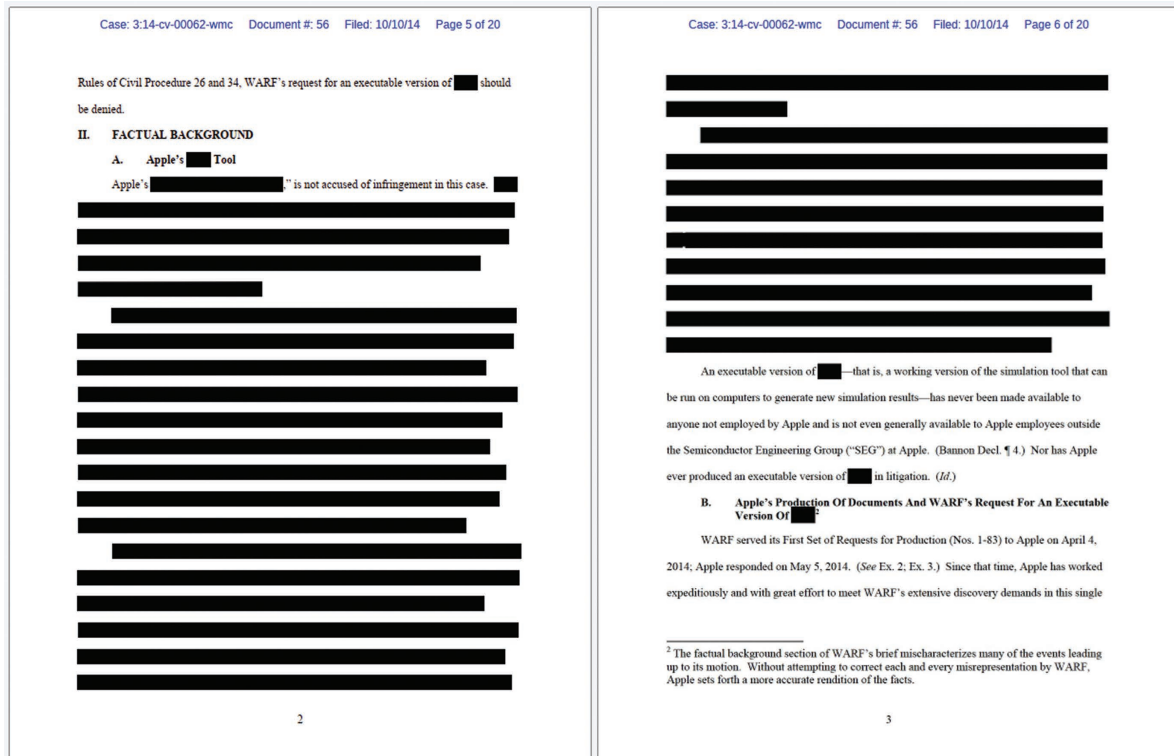 Case: 3:14-cv-00062-wmc Document #: 56 Filed: 10/10/14 Page 5 of 20
Rules of Civil Procedure 26 and 34, WARF's request for an executable version of should
be denied.
II. FACTUAL BACKGROUND
A. Apple's Tool
Apple's ," is not accused of infringement in this case.
2
Case: 3:14-cv-00062-wmc Document #: 56 Filed: 10/10/14 Page 6 of 20
An executable version of —that is, a working version of the simulation tool that can
be run on computers to generate new simulation results—has never been made available to
anyone not employed by Apple and is not even generally available to Apple employees outside
the Semiconductor Engineering Group ("SEG") at Apple. (Bannon Decl. ¶ 4.) Nor has Apple
ever produced an executable version of in litigation. (Id.)
B. Apple's Production Of Documents And WARF's Request For An Executable
Version Of 2
WARF served its First Set of Requests for Production (Nos. 1-83) to Apple on April 4,
2014; Apple responded on May 5, 2014. (See Ex. 2; Ex. 3.) Since that time, Apple has worked
expeditiously and with great effort to meet WARF's extensive discovery demands in this single
2 The factual background section of WARF's brief mischaracterizes many of the events leading
up to its motion. Without attempting to correct each and every misrepresentation by WARF,
Apple sets forth a more accurate rendition of the facts.
3